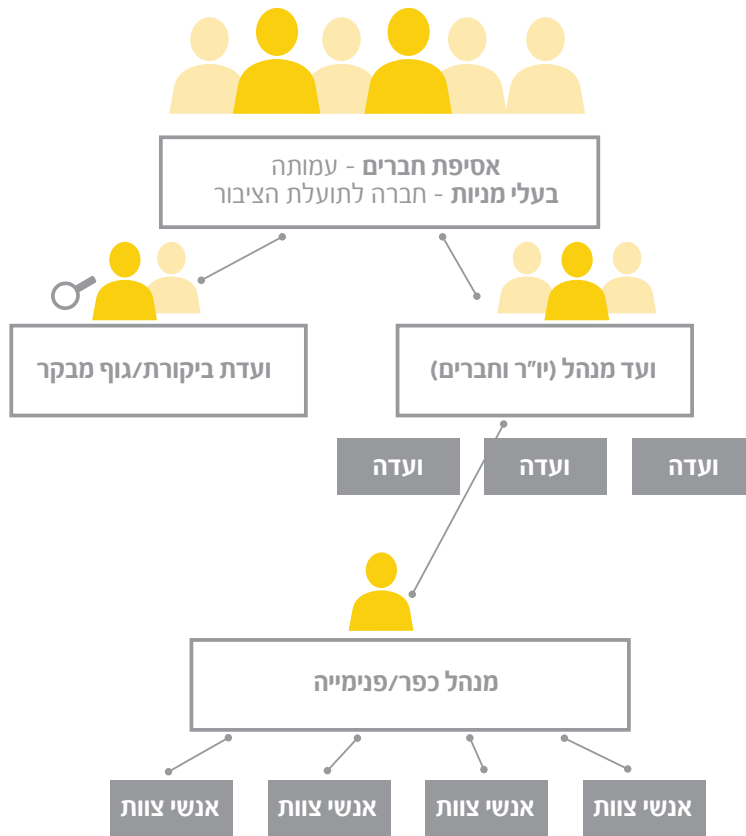 אסיפת חברים - עמותה
בעלי מניות - חברה לתועלת הציבור
ועד מנהל (יו"ר וחברים)
ועדת ביקורת/גוף מבקר
ועדה
ועדה
ועדה
מנהל כפר/פנימייה
אנשי צוות
אנשי צוות
אנשי צוות
אנשי צוות